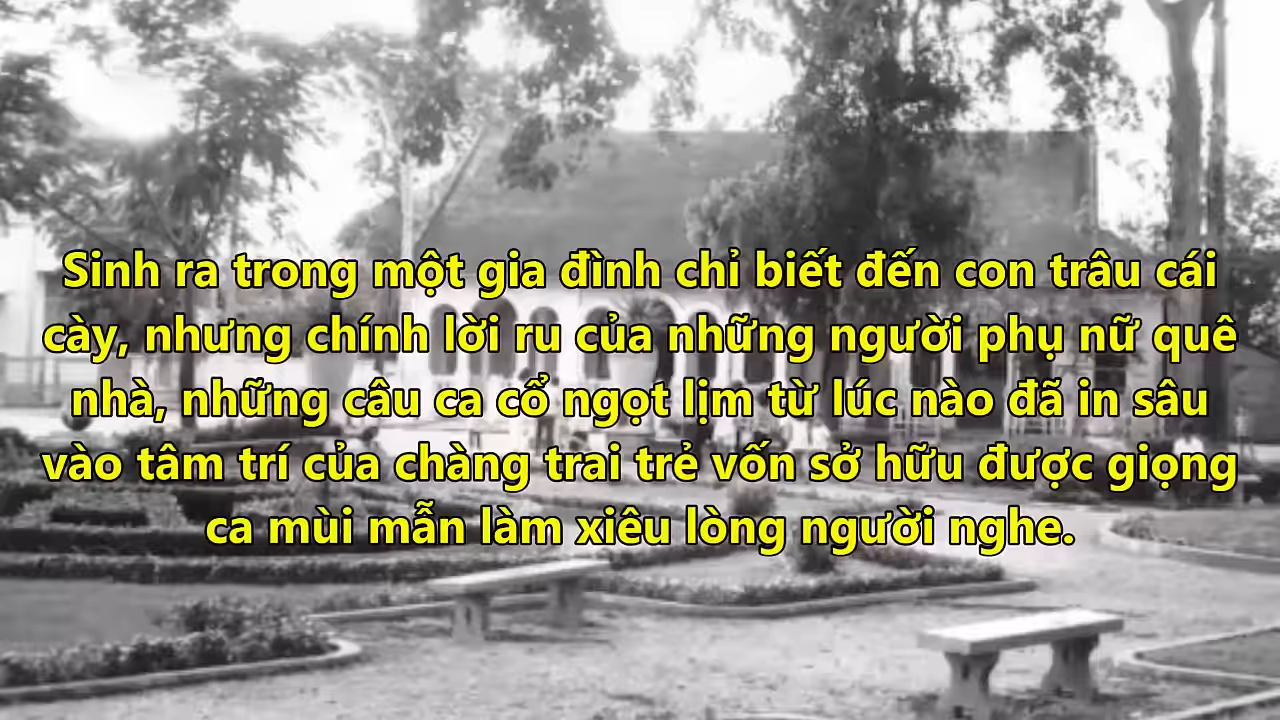 Sinh ra trong một gia đình chỉ biết đến con trâu cái
cày, nhưng chính lời ru của những người phụ nữ quê
nhà, những câu ca cổ ngọt lịm từ lúc nào đã in sâu
vào tâm trí của chàng trai trẻ vốn sở hữu được giọng
ca mùi mẫn làm xiêu lòng người nghe.